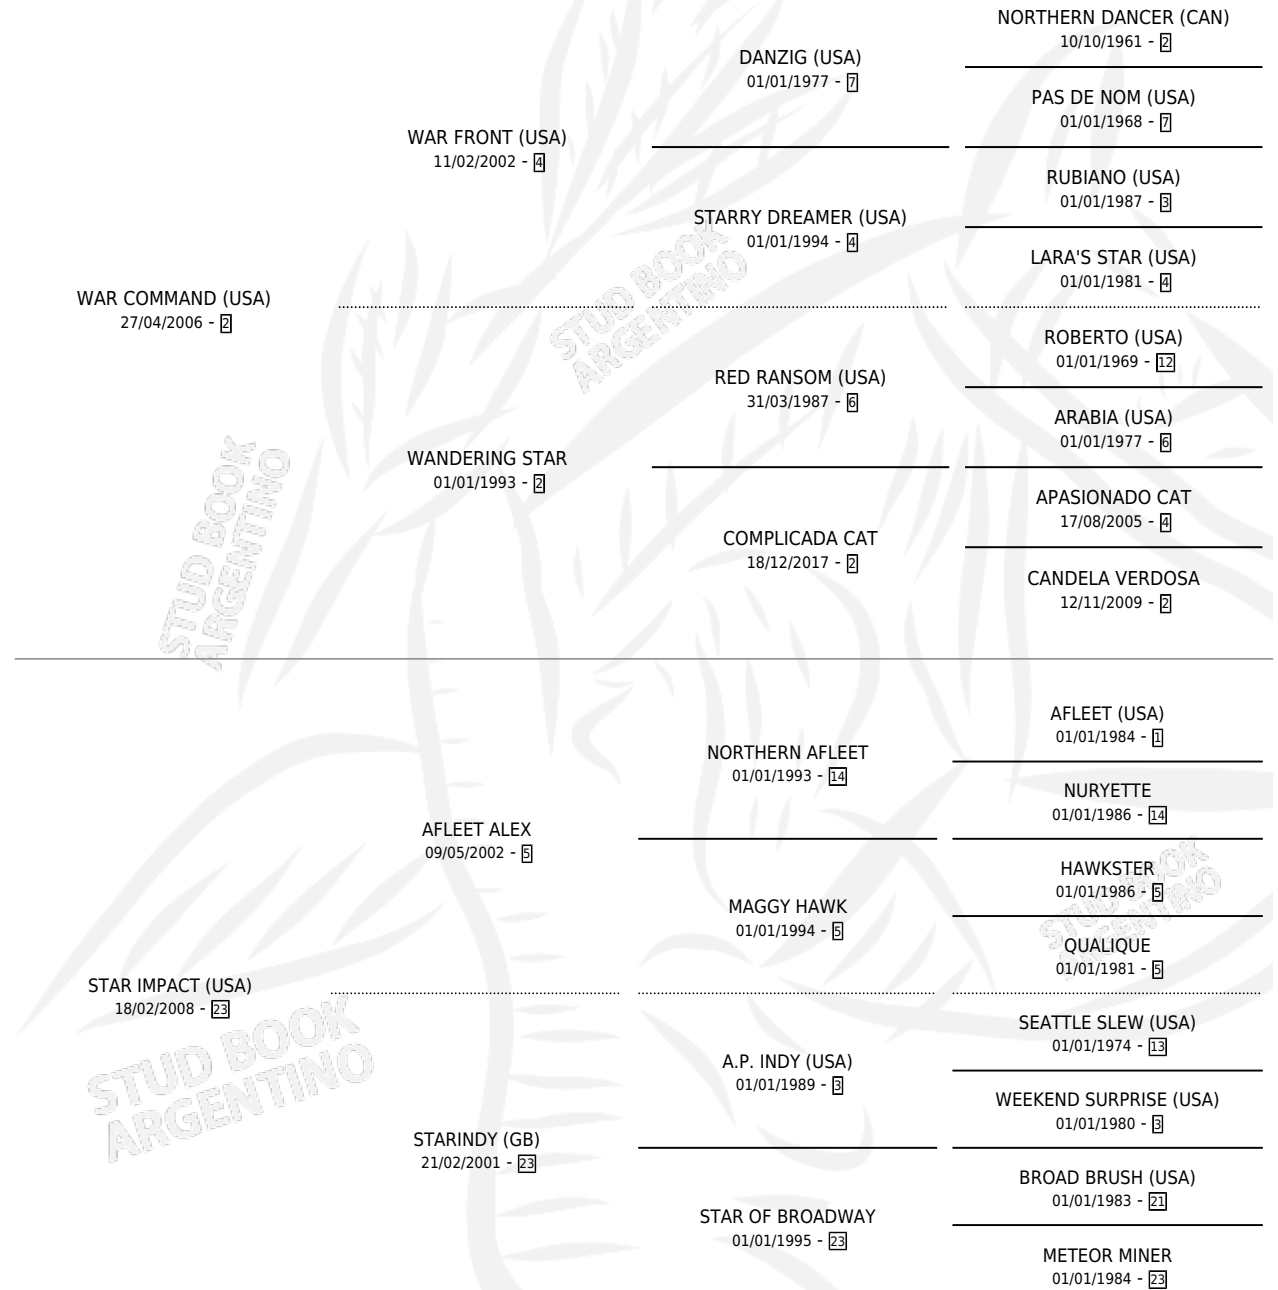 NORTHERN DANCER (CAN)
10/10/1961 - 2
DANZIG (USA)
01/01/1977 - 7
PAS DE NOM (USA)
01/01/1968 - 7
WAR FRONT (USA)
11/02/2002 - 4
RUBIANO (USA)
01/01/1987 - 3
STARRY DREAMER (USA)
01/01/1994 - 4
LARA'S STAR (USA)
01/01/1981 - 4
WAR COMMAND (USA)
27/04/2006 - 2
ROBERTO (USA)
01/01/1969 - 12
RED RANSOM (USA)
31/03/1987 - 6
ARABIA (USA)
01/01/1977 - 6
WANDERING STAR
01/01/1993 - 2
APASIONADO CAT
17/08/2005 - 4
COMPLICADA CAT
18/12/2017 - 2
CANDELA VERDOSA
12/11/2009 - 2
AFLEET (USA)
01/01/1984 - 1
NORTHERN AFLEET
01/01/1993 - 14
NURYETTE
01/01/1986 - 14
AFLEET ALEX
09/05/2002 - 5
HAWKSTER
01/01/1986 - 5
MAGGY HAWK
01/01/1994 - 5
QUALIQUE
01/01/1981 - 5
STAR IMPACT (USA)
18/02/2008 - 23
SEATTLE SLEW (USA)
01/01/1974 - 13
A.P. INDY (USA)
01/01/1989 - 3
WEEKEND SURPRISE (USA)
01/01/1980 - 3
STARINDY (GB)
21/02/2001 - 23
BROAD BRUSH (USA)
01/01/1983 - 21
STAR OF BROADWAY
01/01/1995 - 23
METEOR MINER
01/01/1984 - 23
STUD BOOK
ARGENTINO
STUD BOOK
ARGENTINO
STUD BOOK
ARGENTINO
STUD BOOK
ARGENTINO